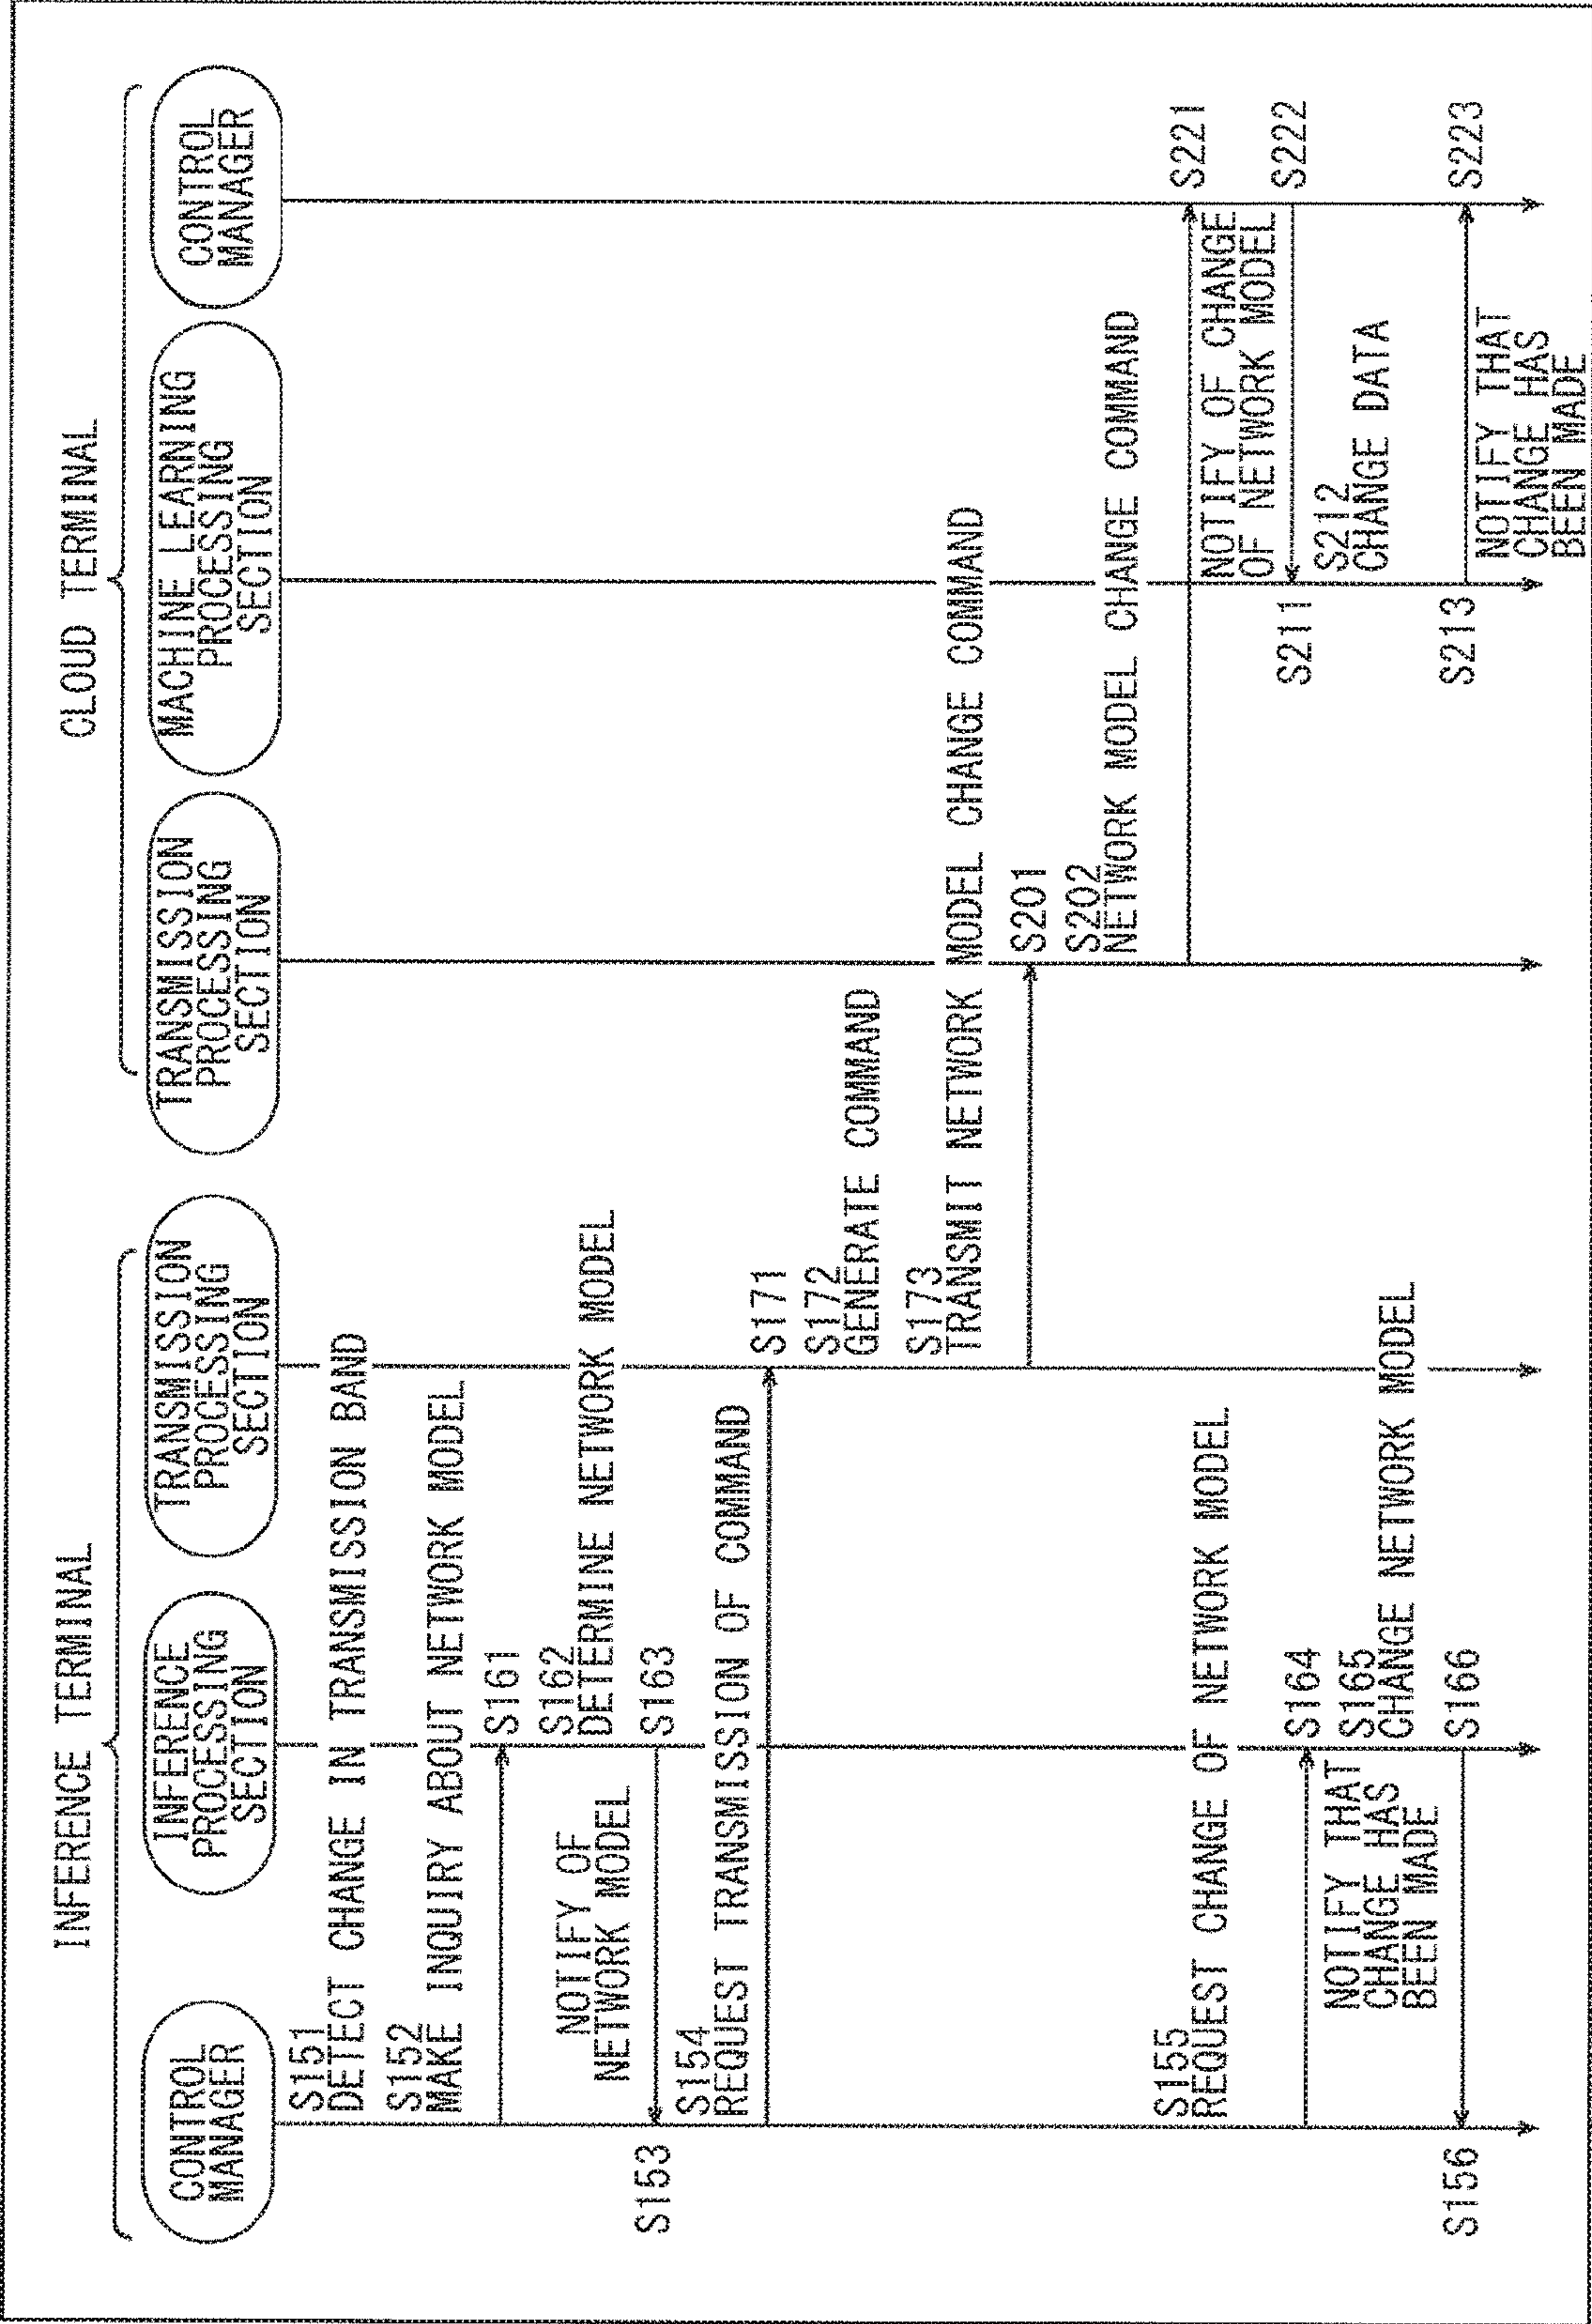 INFERENCE TERMINAL
CLOUD TERMINAL
CONTROL
MANAGER
INFERENCE
PROCESSING
SECTION
TRANSMISSION
PROCESSING
SECTION
TRANSMISSION
PROCESSING
SECTION
MACHINE LEARNING
PROCESSING
SECTION
CONTROL
MANAGER
S151
DETECT CHANGE IN TRANSMISSION BAND
S152
MAKE INQUIRY ABOUT NETWORK MODEL
S161
S162
DETERMINE NETWORK MODEL
NOTIFY OF
NETWORK MODEL
S163
S153
S154
REQUEST TRANSMISSION OF COMMAND
S171
S172
GENERATE COMMAND
S173
TRANSMIT NETWORK MODEL CHANGE COMMAND
S201
S202
NETWORK MODEL CHANGE COMMAND
S221
NOTIFY OF CHANGE
OF NETWORK MODEL
S222
S211
S212
CHANGE DATA
S213
S223
NOTIFY THAT
CHANGE HAS
BEEN MADE
S155
REQUEST CHANGE OF NETWORK MODEL
S164
S165
CHANGE NETWORK MODEL
NOTIFY THAT
CHANGE HAS
BEEN MADE
S166
S156